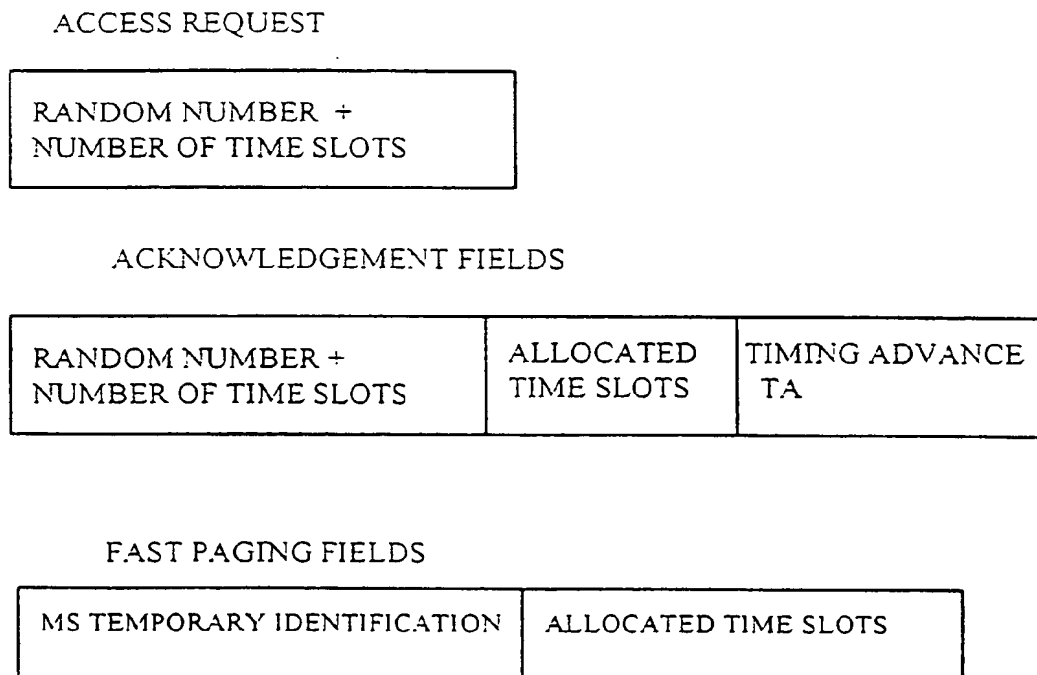 ACCESS REQUEST
RANDOM NUMBER +
NUMBER OF TIME SLOTS
ACKNOWLEDGEMENT FIELDS
RANDOM NUMBER +
NUMBER OF TIME SLOTS
ALLOCATED
TIME SLOTS
TIMING ADVANCE
TA
FAST PAGING FIELDS
MS TEMPORARY IDENTIFICATION
ALLOCATED TIME SLOTS